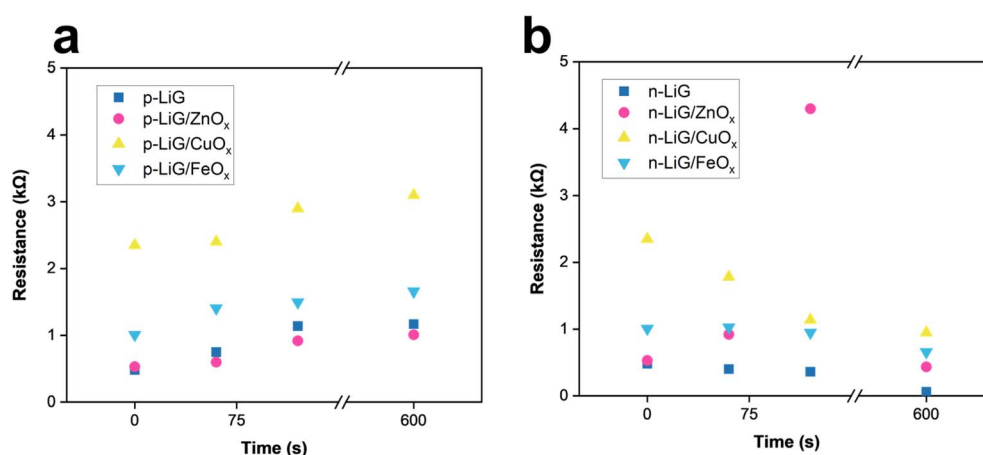 a
5
4
3
2
1
0
Resistance (kΩ)
p-LiG
p-LiG/ZnOₓ
p-LiG/CuOₓ
p-LiG/FeOₓ
0
75
600
Time (s)
b
5
4
3
2
1
0
Resistance (kΩ)
n-LiG
n-LiG/ZnOₓ
n-LiG/CuOₓ
n-LiG/FeOₓ
0
75
600
Time (s)